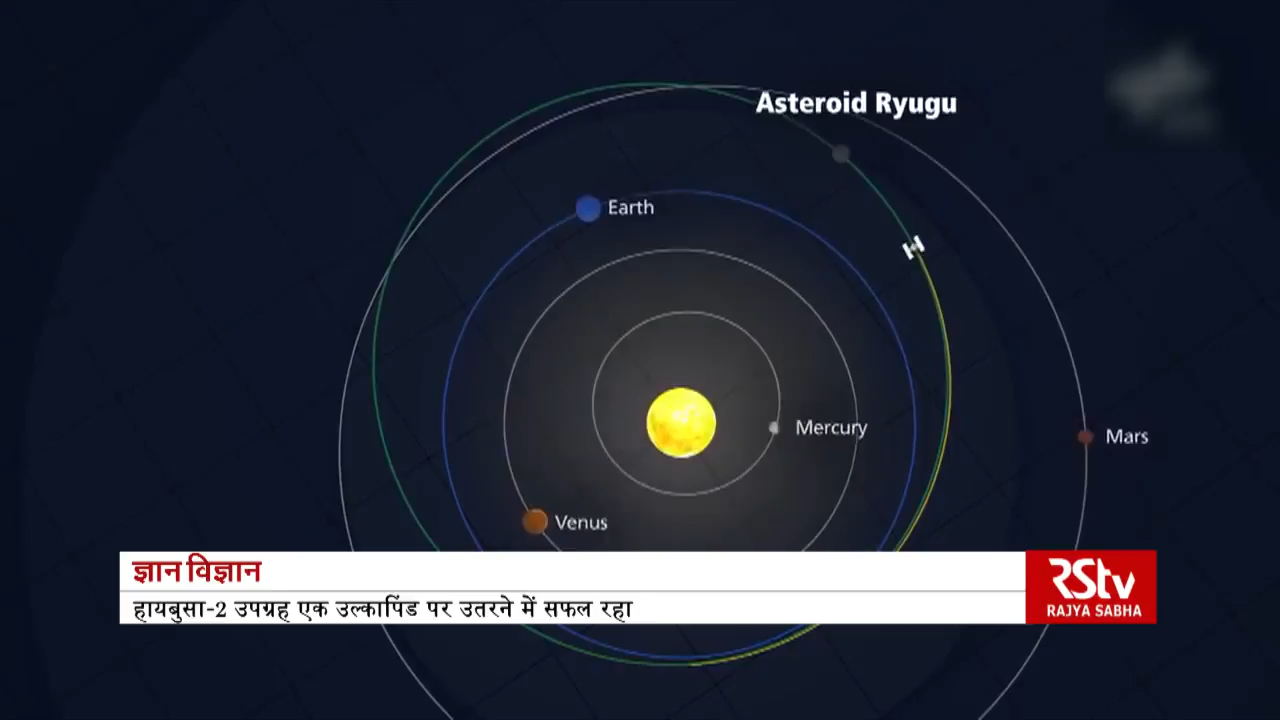 Asteroid Ryugu
Earth
Mercury
Mars
Venus
ज्ञान विज्ञान
हायबुसा-2 उपग्रह एक उल्कापिंड पर उतरने में सफल रहा
RStv
RAJYA SABHA